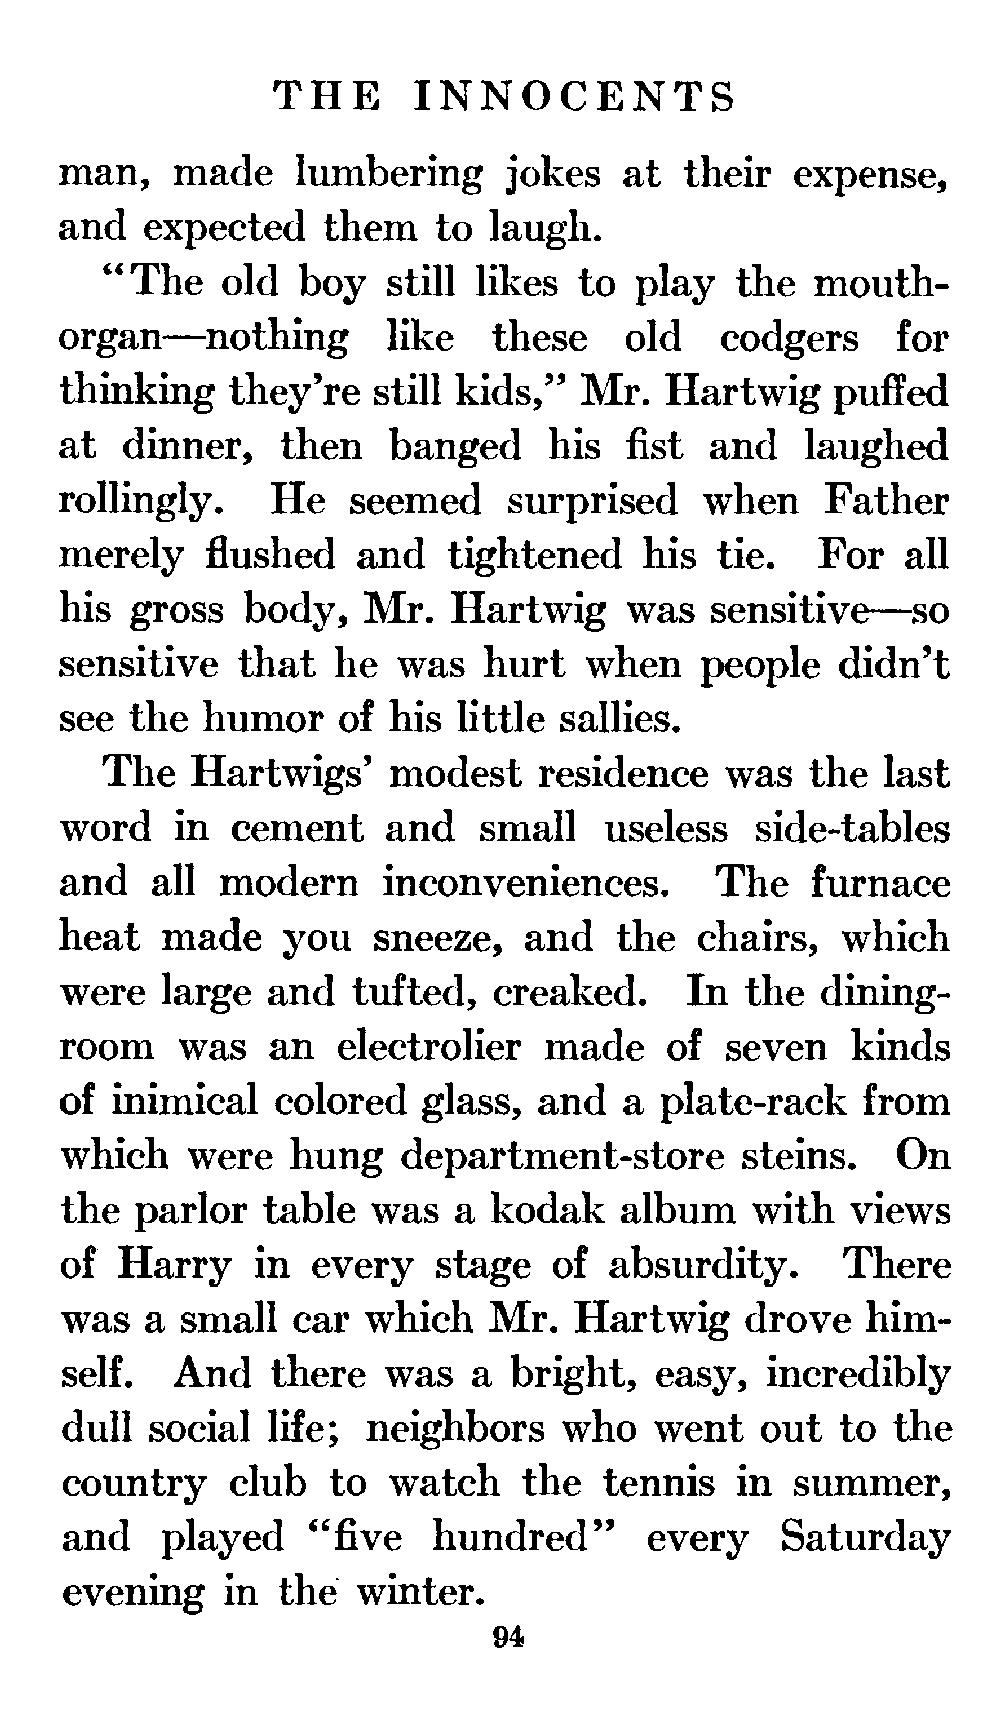 THE INNOCENTS
man, made lumbering jokes at their expense,
and expected them to laugh.
“The old boy still likes to play the mouth-
organ—nothing like these old codgers for
thinking they’re still kids,” Mr. Hartwig puffed
at dinner, then banged his fist and laughed
rollingly. He seemed surprised when Father
merely flushed and tightened his tie. For all
his gross body, Mr. Hartwig was sensitive—so
sensitive that he was hurt when people didn’t
see the humor of his little sallies.
The Hartwigs’ modest residence was the last
word in cement and small useless side-tables
and all modern inconveniences. The furnace
heat made you sneeze, and the chairs, which
were large and tufted, creaked. In the dining-
room was an electrolier made of seven kinds
of inimical colored glass, and a plate-rack from
which were hung department-store steins. On
the parlor table was a kodak album with views
of Harry in every stage of absurdity. There
was a small car which Mr. Hartwig drove him-
self. And there was a bright, easy, incredibly
dull social life; neighbors who went out to the
country club to watch the tennis in summer,
and played “five hundred” every Saturday
evening in the winter.
94